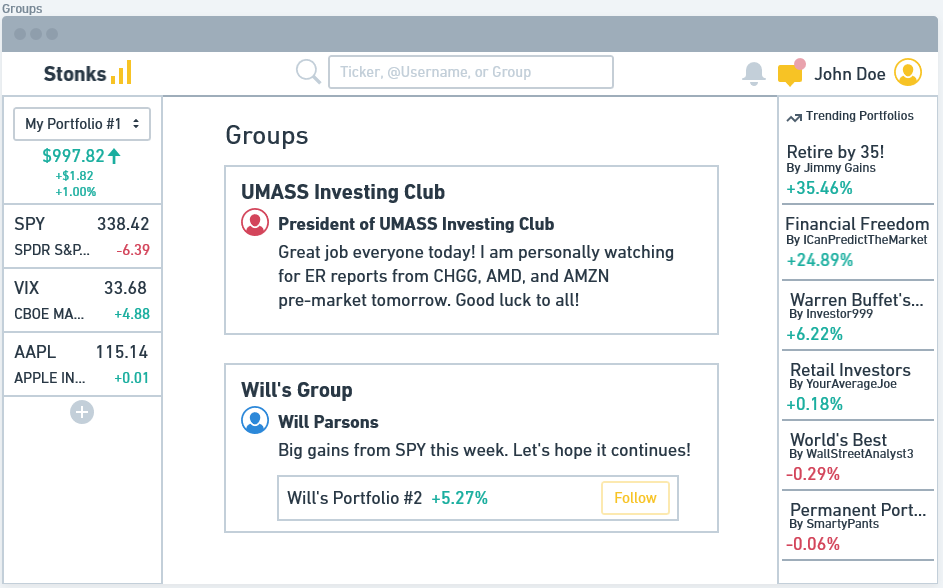 Groups
Stonks
Ticker, @Username, or Group
John Doe
My Portfolio #1
$997.82
+$1.82
+1.00%
SPY 338.42
SPDR S&P... -6.39
VIX 33.68
CBOE MA... +4.88
AAPL 115.14
APPLE IN... +0.01
Groups
UMASS Investing Club
President of UMASS Investing Club
Great job everyone today! I am personally watching
for ER reports from CHGG, AMD, and AMZN
pre-market tomorrow. Good luck to all!
Will's Group
Will Parsons
Big gains from SPY this week. Let's hope it continues!
Will's Portfolio #2 +5.27% Follow
Trending Portfolios
Retire by 35!
By Jimmy Gains
+35.46%
Financial Freedom
By ICanPredictTheMarket
+24.89%
Warren Buffet's...
By Investor999
+6.22%
Retail Investors
By YourAverageJoe
+0.18%
World's Best
By WallStreetAnalyst3
-0.29%
Permanent Port...
By SmartyPants
-0.06%